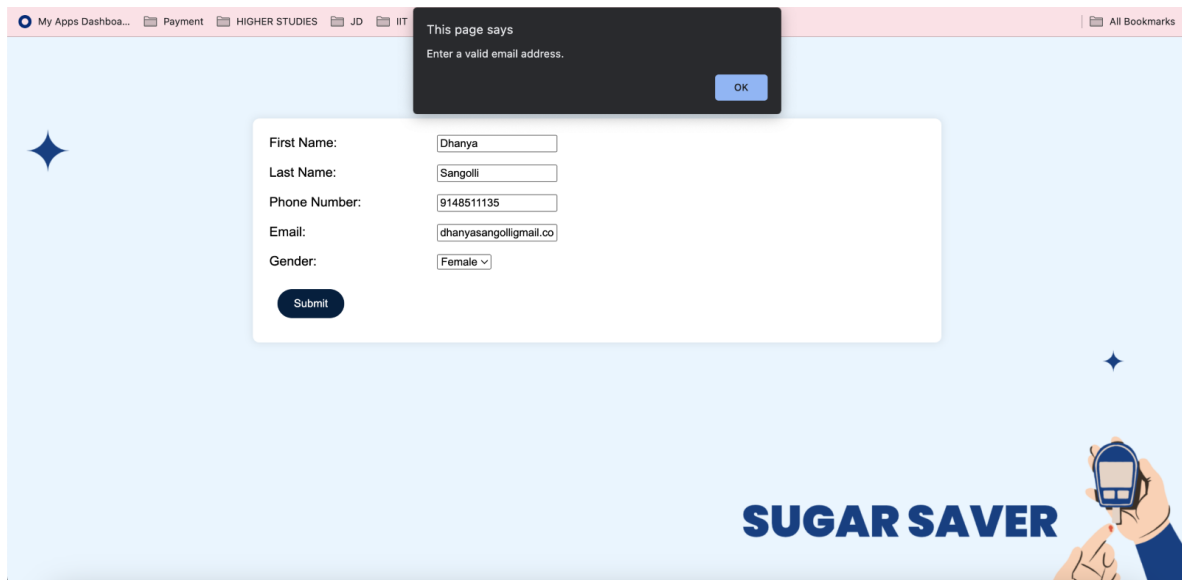 My Apps Dashboa... Payment HIGHER STUDIES JD IIT All Bookmarks
This page says
Enter a valid email address.
OK
First Name: Dhanya
Last Name: Sangolli
Phone Number: 9148511135
Email: dhanyasangolligmail.co
Gender: Female
Submit
SUGAR SAVER